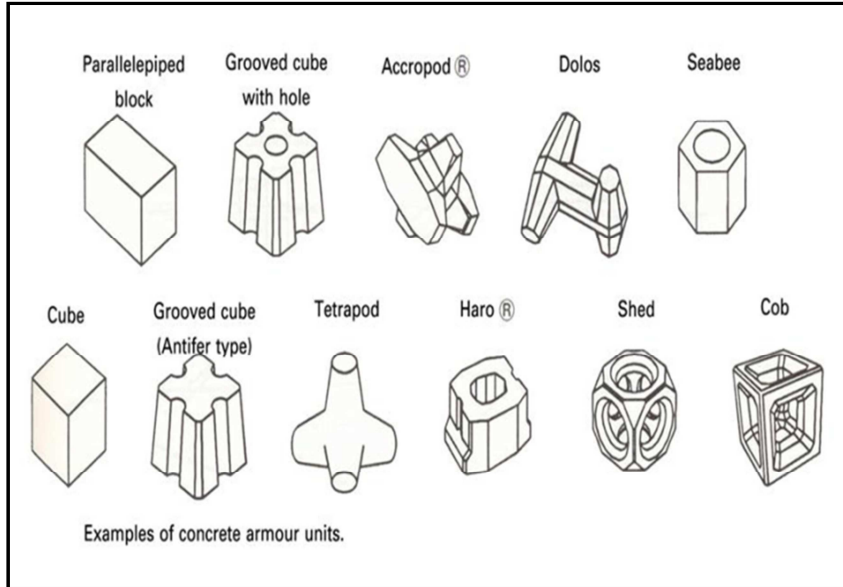 Parallelepiped
block
Grooved cube
with hole
Accropod ®
Dolos
Seabee
Cube
Grooved cube
(Antifer type)
Tetrapod
Haro ®
Shed
Cob
Examples of concrete armour units.